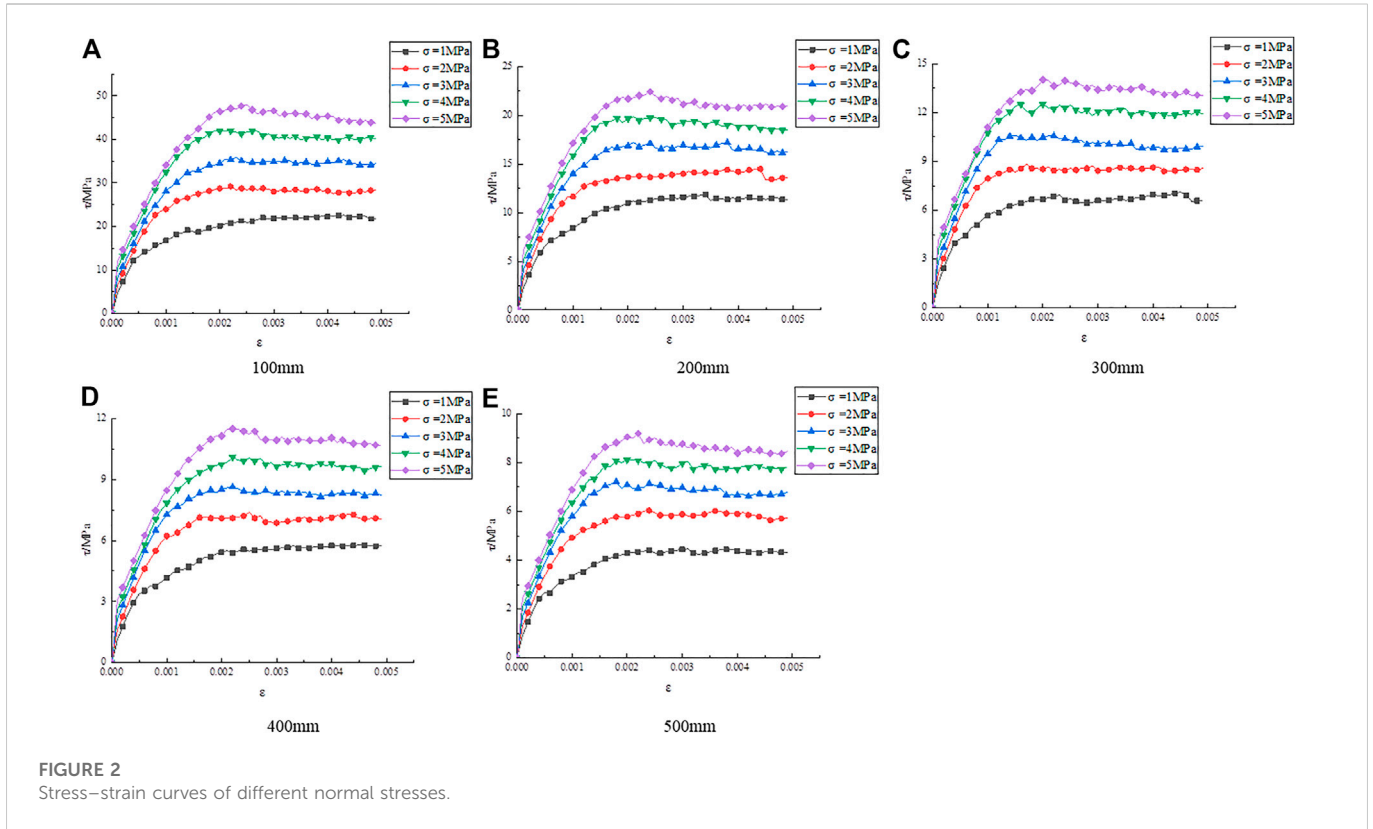 A
σ =1MPa
σ =2MPa
σ =3MPa
σ =4MPa
σ =5MPa
50
40
30
20
10
0
τ/MPa
0.000 0.001 0.002 0.003 0.004 0.005
ε
100mm
B
σ =1MPa
σ =2MPa
σ =3MPa
σ =4MPa
σ =5MPa
25
20
15
10
5
0
τ/MPa
0.000 0.001 0.002 0.003 0.004 0.005
ε
200mm
C
σ =1MPa
σ =2MPa
σ =3MPa
σ =4MPa
σ =5MPa
15
12
9
6
3
0
τ/MPa
0.000 0.001 0.002 0.003 0.004 0.005
ε
300mm
D
σ =1MPa
σ =2MPa
σ =3MPa
σ =4MPa
σ =5MPa
12
9
6
3
0
τ/MPa
0.000 0.001 0.002 0.003 0.004 0.005
ε
400mm
E
σ =1MPa
σ =2MPa
σ =3MPa
σ =4MPa
σ =5MPa
10
8
6
4
2
0
τ/MPa
0.000 0.001 0.002 0.003 0.004 0.005
ε
500mm
FIGURE 2
Stress–strain curves of different normal stresses.